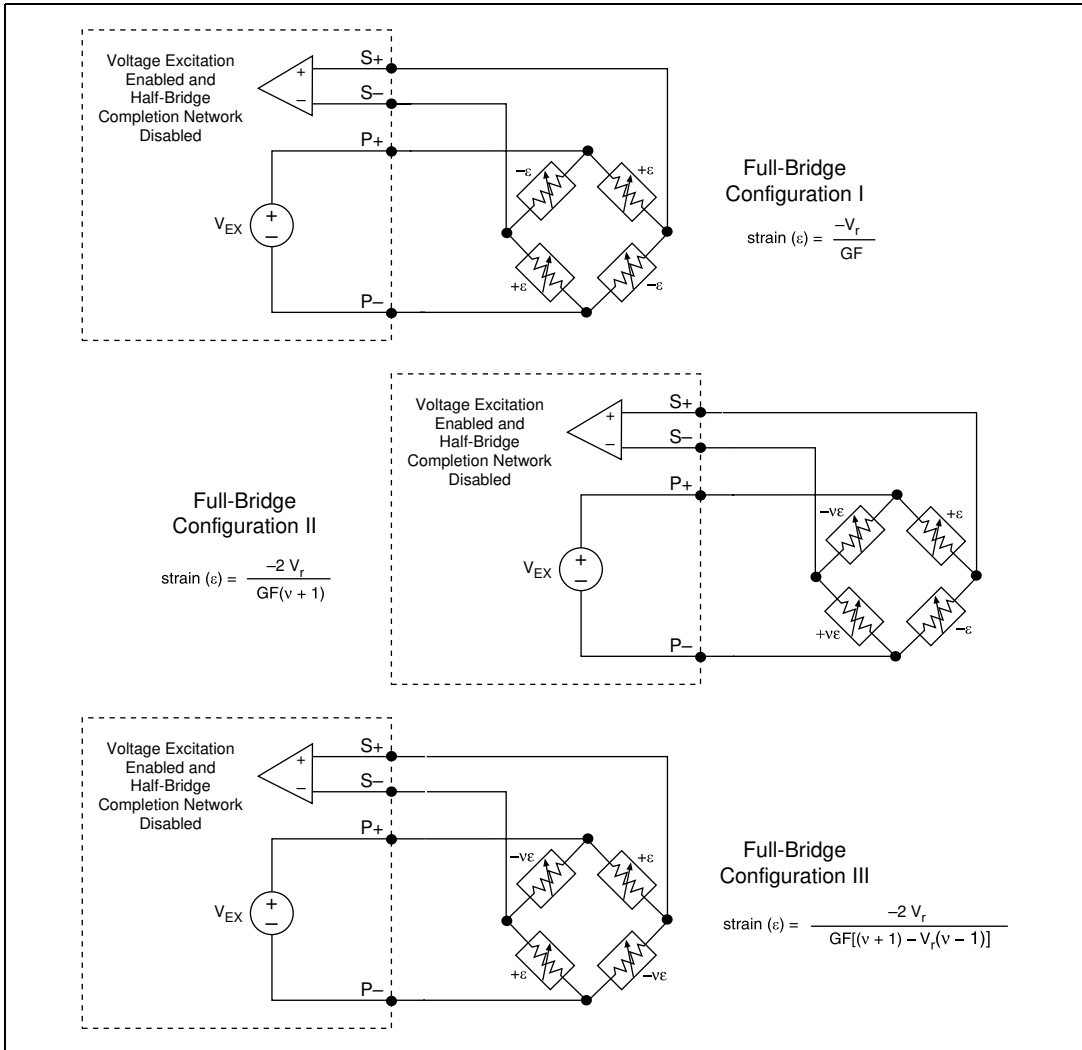 Voltage Excitation
Enabled and
Half-Bridge
Completion Network
Disabled
+
–
S+
S–
P+
V_EX
+
–
P–
–ε
+ε
+ε
–ε
Full-Bridge
Configuration I
strain (ε) = –V_r / GF
Voltage Excitation
Enabled and
Half-Bridge
Completion Network
Disabled
+
–
S+
S–
P+
V_EX
+
–
P–
–νε
+ε
+νε
–ε
Full-Bridge
Configuration II
strain (ε) = –2 V_r / GF(ν + 1)
Voltage Excitation
Enabled and
Half-Bridge
Completion Network
Disabled
+
–
S+
S–
P+
V_EX
+
–
P–
–νε
+ε
+ε
–νε
Full-Bridge
Configuration III
strain (ε) = –2 V_r / GF[(ν + 1) – V_r(ν – 1)]